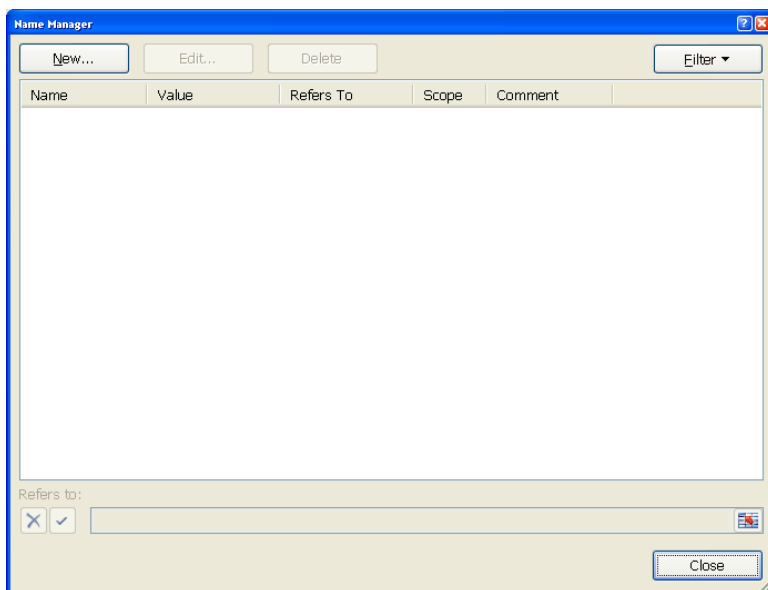 Name Manager
New... Edit... Delete Filter
Name Value Refers To Scope Comment
Refers to:
Close